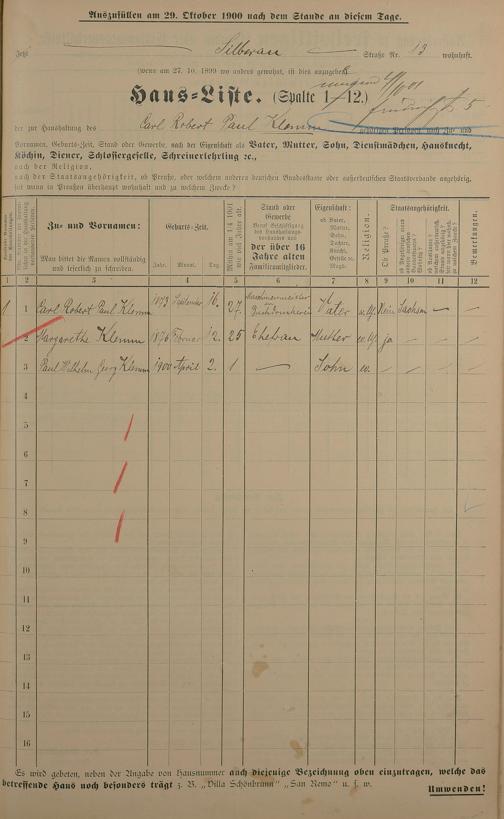 Auszufüllen am 29. Oktober 1900 nach dem Stande an diesem Tage.
Jetzt Silberau Straße Nr. 13 wohnhaft.
(wenn am 27. 10. 1899 wo anders gewohnt, ist dies anzugeben)
Haus-Liste. (Spalte 1—12.)
5
der zur Haushaltung des Carl Robert Paul Klemm gehörigen Personen nach Zu- und
Vornamen, Geburts-Zeit, Stand oder Gewerbe, nach der Eigenschaft als Vater, Mutter, Sohn, Dienstmädchen, Hausknecht,
Köchin, Diener, Schlossergeselle, Schreinerlehrling ec.,
nach der Religion,
nach der Staatsangehörigkeit, ob Preuße, oder welchem anderen deutschen Bundesstaate oder außerdeutschen Staatsverbande angehörig,
seit wann in Preußen überhaupt wohnhaft und zu welchem Zwecke?
Zu- und Vornamen:
Man bittet die Namen vollständig und leserlich zu schreiben.
Geburts-Zeit.
Jahr. Monat. Tag.
Stand oder Gewerbe
der über 16 Jahre alten Familienmitglieder.
Eigenschaft:
ob Vater, Mutter, Sohn, Tochter, Knecht, Geselle ec. Magd.
Religion.
Staatsangehörigkeit.
Ob Preuße?
Bemerkungen.
1 2 3 4 5 6 7 8 9 10 11 12
1 1 Carl Robert Paul Klemm 1873 September 16. 27. Vater Nein Sachsen —
2 Margarethe Klemm 1876 Februar 12. 25 Ehefrau Mutter ja
3 Paul Wilhelm Georg Klemm 1900 April 2. 1 — Sohn
4
5
6
7
8
9
10
11
12
13
14
15
16
Es wird gebeten, neben der Angabe von Hausnummer auch diejenige Bezeichnung oben einzutragen, welche das
betreffende Haus noch besonders trägt z. B. „Villa Schönbrunn" „San Remo" u. s. w.
Umwenden!